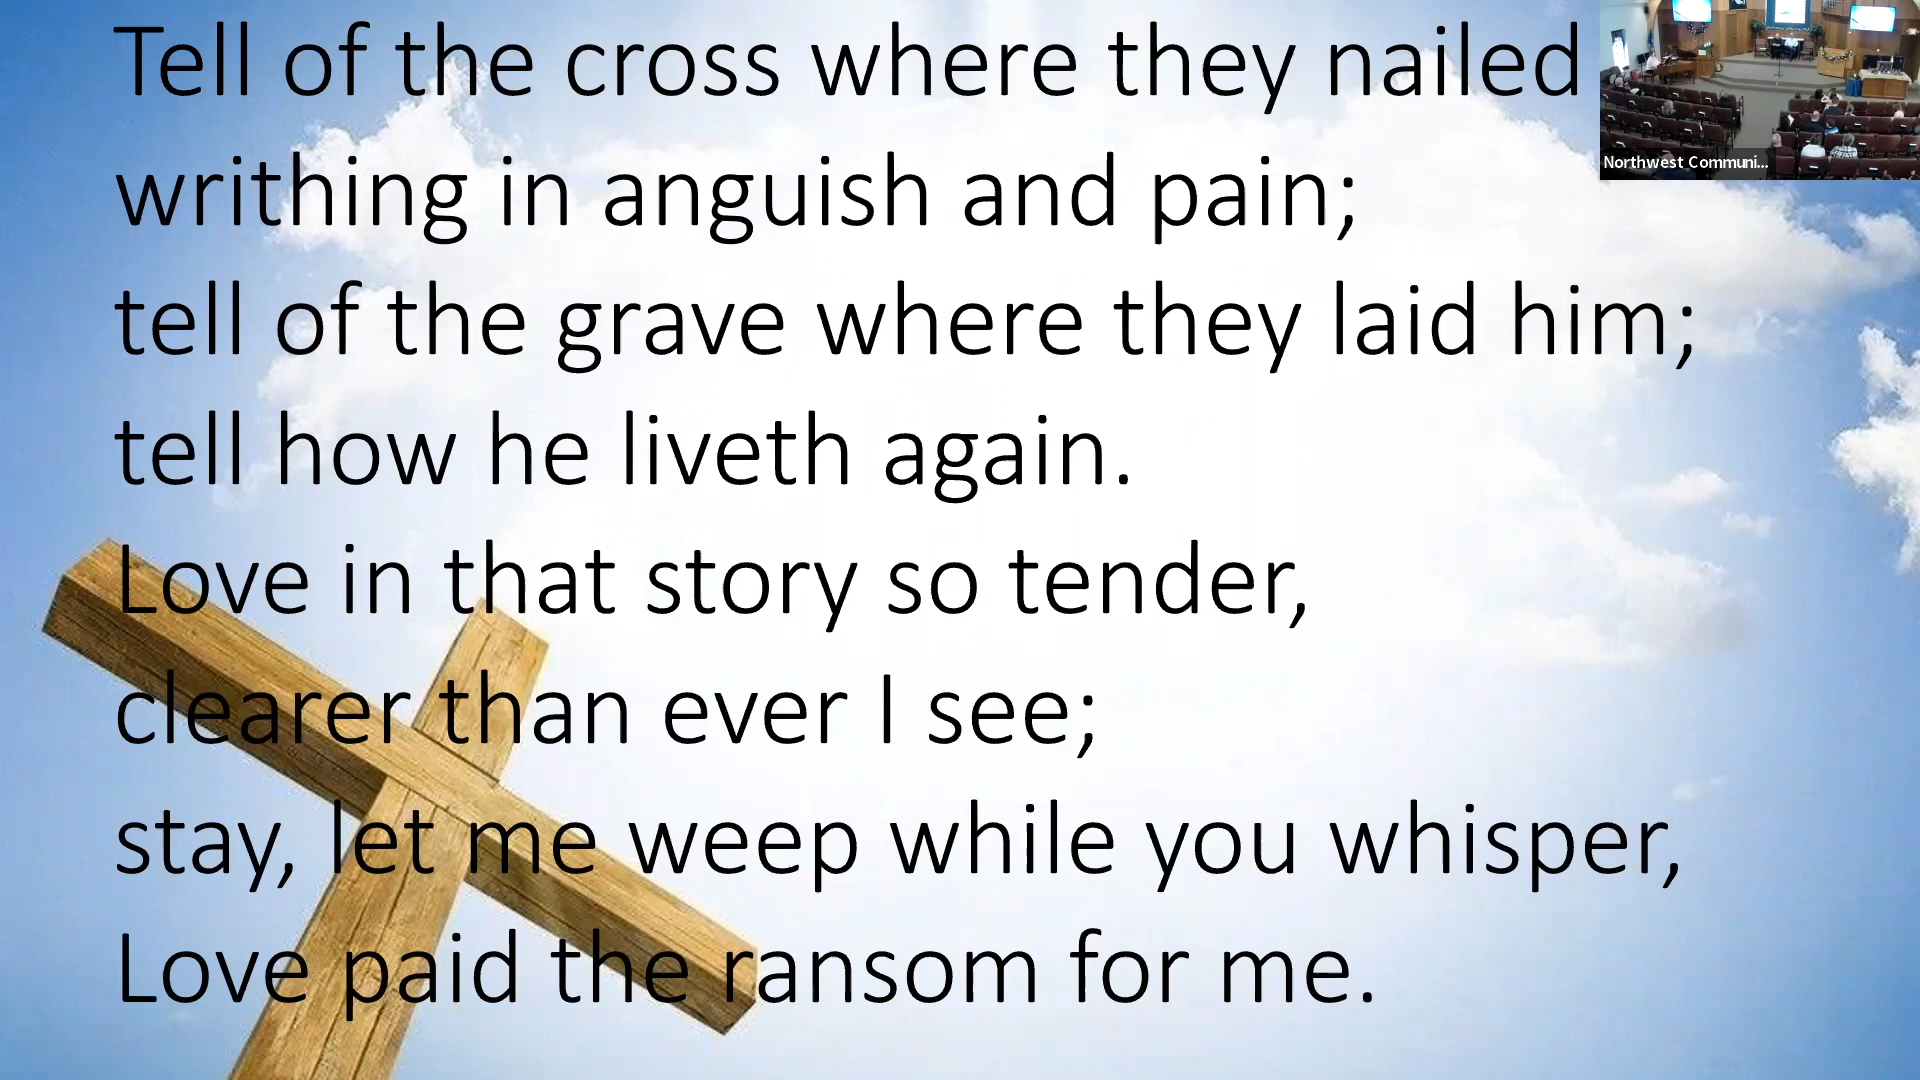 Tell of the cross where they nailed
writhing in anguish and pain;
tell of the grave where they laid him;
tell how he liveth again.
Love in that story so tender,
clearer than ever I see;
stay, let me weep while you whisper,
Love paid the ransom for me.
Northwest Communi...